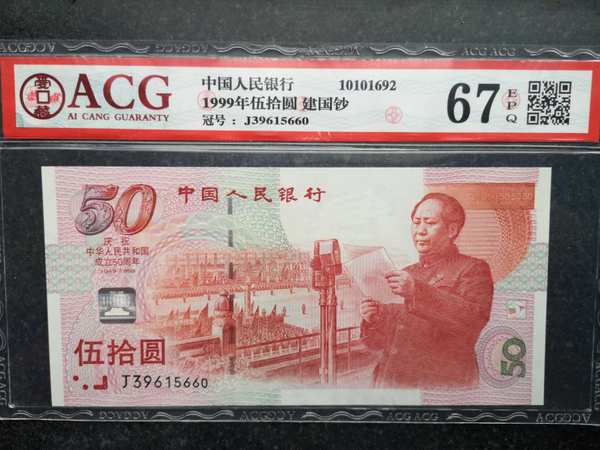 ACG
AI CANG GUARANTY
中国人民银行 10101692
1999年伍拾圆 建国钞
冠号：J39615660
67 EPQ
50
中国人民银行
庆祝
中华人民共和国
成立50周年
伍拾圆
J39615660
50